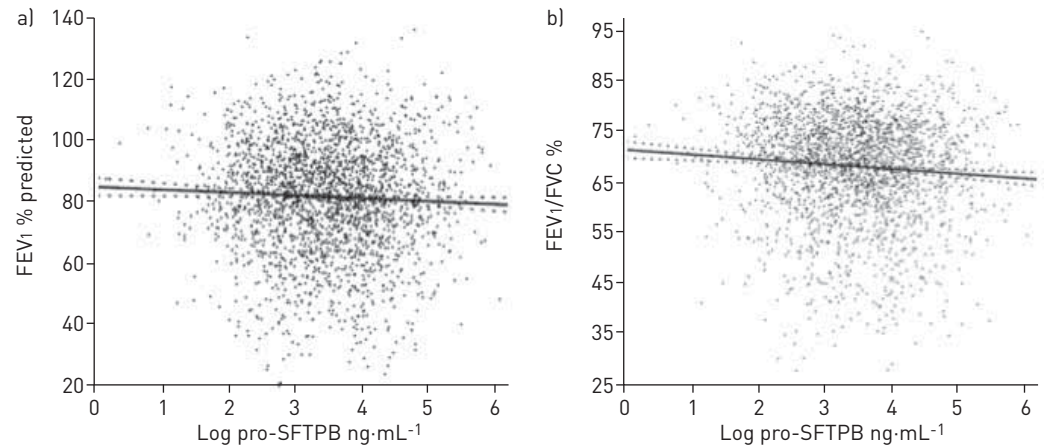 a)
140
120
100
80
60
40
20
FEV1 % predicted
0 1 2 3 4 5 6
Log pro-SFTPB ng·mL-1
b)
95
85
75
65
55
45
35
25
FEV1/FVC %
0 1 2 3 4 5 6
Log pro-SFTPB ng·mL-1